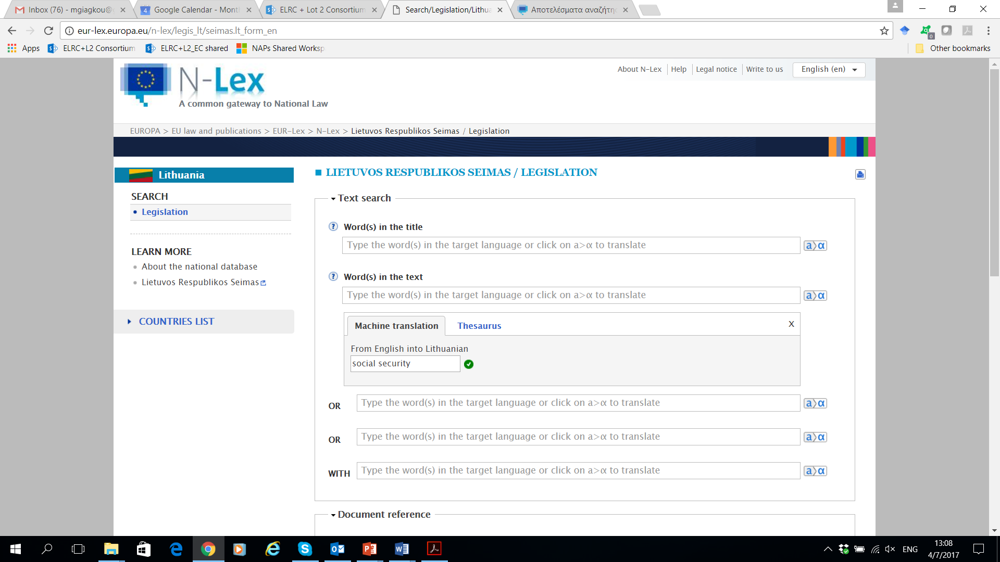 Inbox (76) - mgiagkou@
Google Calendar - Mont
ELRC + Lot 2 Consortium
Search/Legislation/Lithua
Αποτελέσματα αναζήτη
eur-lex.europa.eu/n-lex/legis_lt/seimas.lt_form_en
Apps
ELRC+L2 Consortium
ELRC+L2_EC shared
NAPs Shared Worksp
Other bookmarks
N-Lex
A common gateway to National Law
About N-Lex
Help
Legal notice
Write to us
English (en)
EUROPA > EU law and publications > EUR-Lex > N-Lex > Lietuvos Respublikos Seimas / Legislation
Lithuania
SEARCH
Legislation
LEARN MORE
About the national database
Lietuvos Respublikos Seimas
COUNTRIES LIST
LIETUVOS RESPUBLIKOS SEIMAS / LEGISLATION
Text search
Word(s) in the title
Type the word(s) in the target language or click on a>α to translate
a>α
Word(s) in the text
Type the word(s) in the target language or click on a>α to translate
a>α
Machine translation
Thesaurus
X
From English into Lithuanian
social security
OR
Type the word(s) in the target language or click on a>α to translate
a>α
OR
Type the word(s) in the target language or click on a>α to translate
a>α
WITH
Type the word(s) in the target language or click on a>α to translate
a>α
Document reference
ENG
13:08
4/7/2017